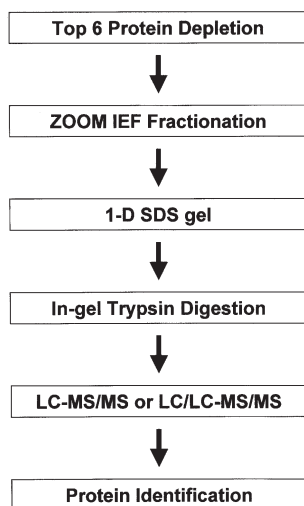 Top 6 Protein Depletion
ZOOM IEF Fractionation
1-D SDS gel
In-gel Trypsin Digestion
LC-MS/MS or LC/LC-MS/MS
Protein Identification